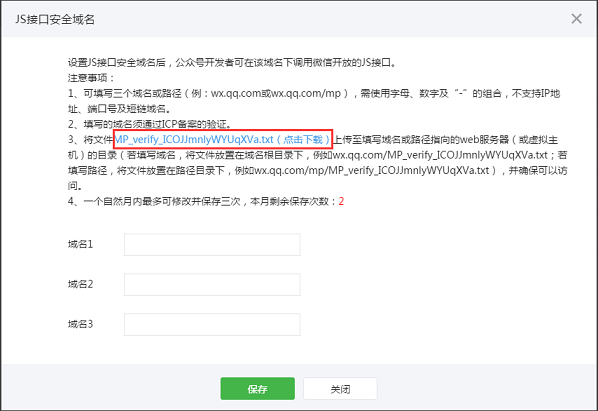 JS接口安全域名
设置JS接口安全域名后，公众号开发者可在该域名下调用微信开放的JS接口。
注意事项：
1、可填写三个域名或路径（例：wx.qq.com或wx.qq.com/mp），需使用字母、数字及“-”的组合，不支持IP地
址、端口号及短链域名。
2、填写的域名须通过ICP备案的验证。
3、将文件MP_verify_ICOJJmnlyWYUqXVa.txt（点击下载）上传至填写域名或路径指向的web服务器（或虚拟主
机）的目录（若填写域名，将文件放置在域名根目录下，例如wx.qq.com/MP_verify_ICOJJmnlyWYUqXVa.txt；若
填写路径，将文件放置在路径目录下，例如wx.qq.com/mp/MP_verify_ICOJJmnlyWYUqXVa.txt），并确保可以访
问。
4、一个自然月内最多可修改并保存三次，本月剩余保存次数：2
域名1
域名2
域名3
保存 关闭